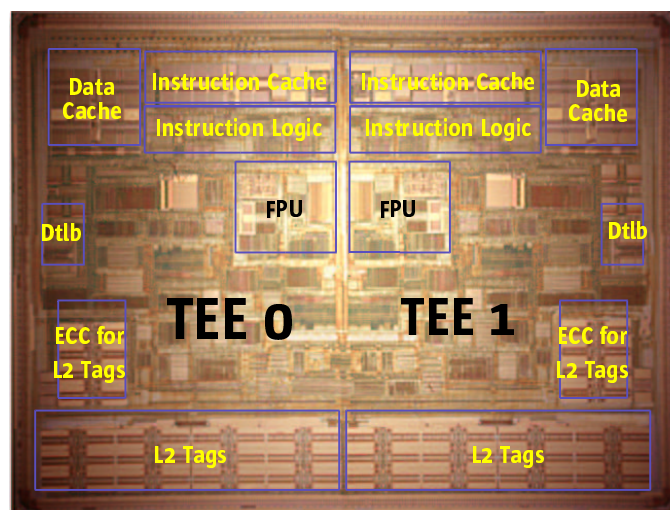 Data
Cache
Instruction Cache
Instruction Cache
Data
Cache
Instruction Logic
Instruction Logic
FPU
FPU
Dtlb
Dtlb
TEE 0
TEE 1
ECC for
L2 Tags
ECC for
L2 Tags
L2 Tags
L2 Tags